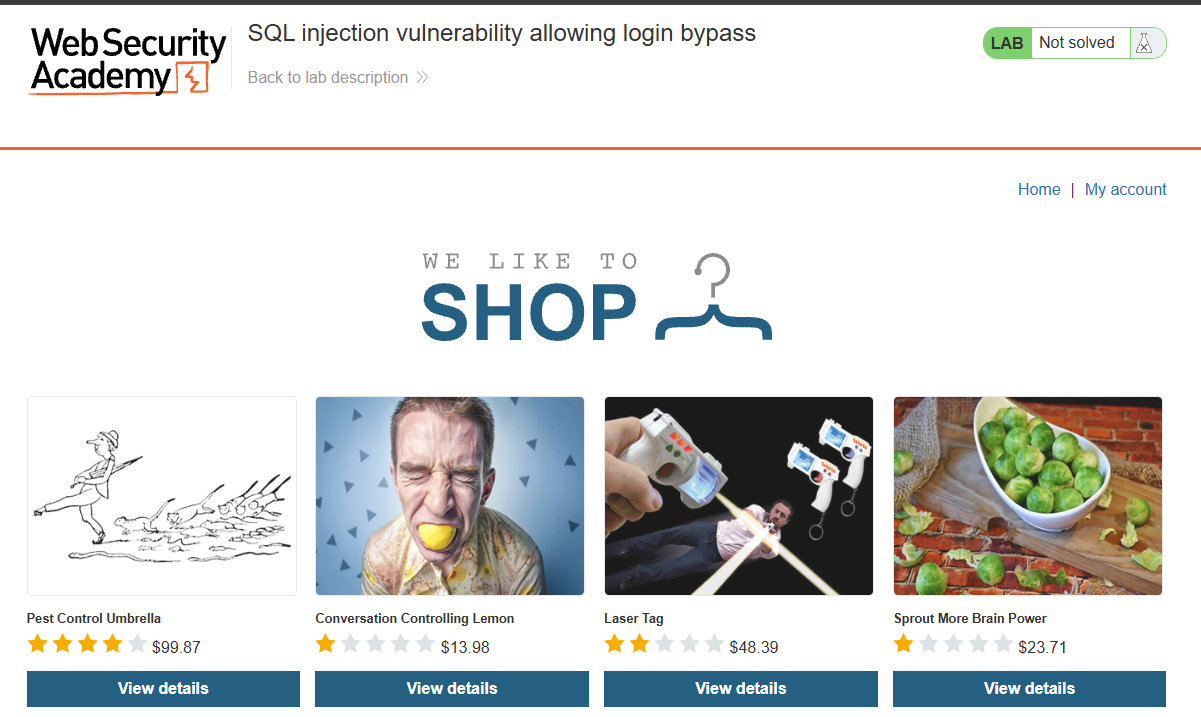 Web Security
Academy
SQL injection vulnerability allowing login bypass
Back to lab description
LAB Not solved
Home | My account
WE LIKE TO
SHOP
Pest Control Umbrella
$99.87
View details
Conversation Controlling Lemon
$13.98
View details
Laser Tag
$48.39
View details
Sprout More Brain Power
$23.71
View details